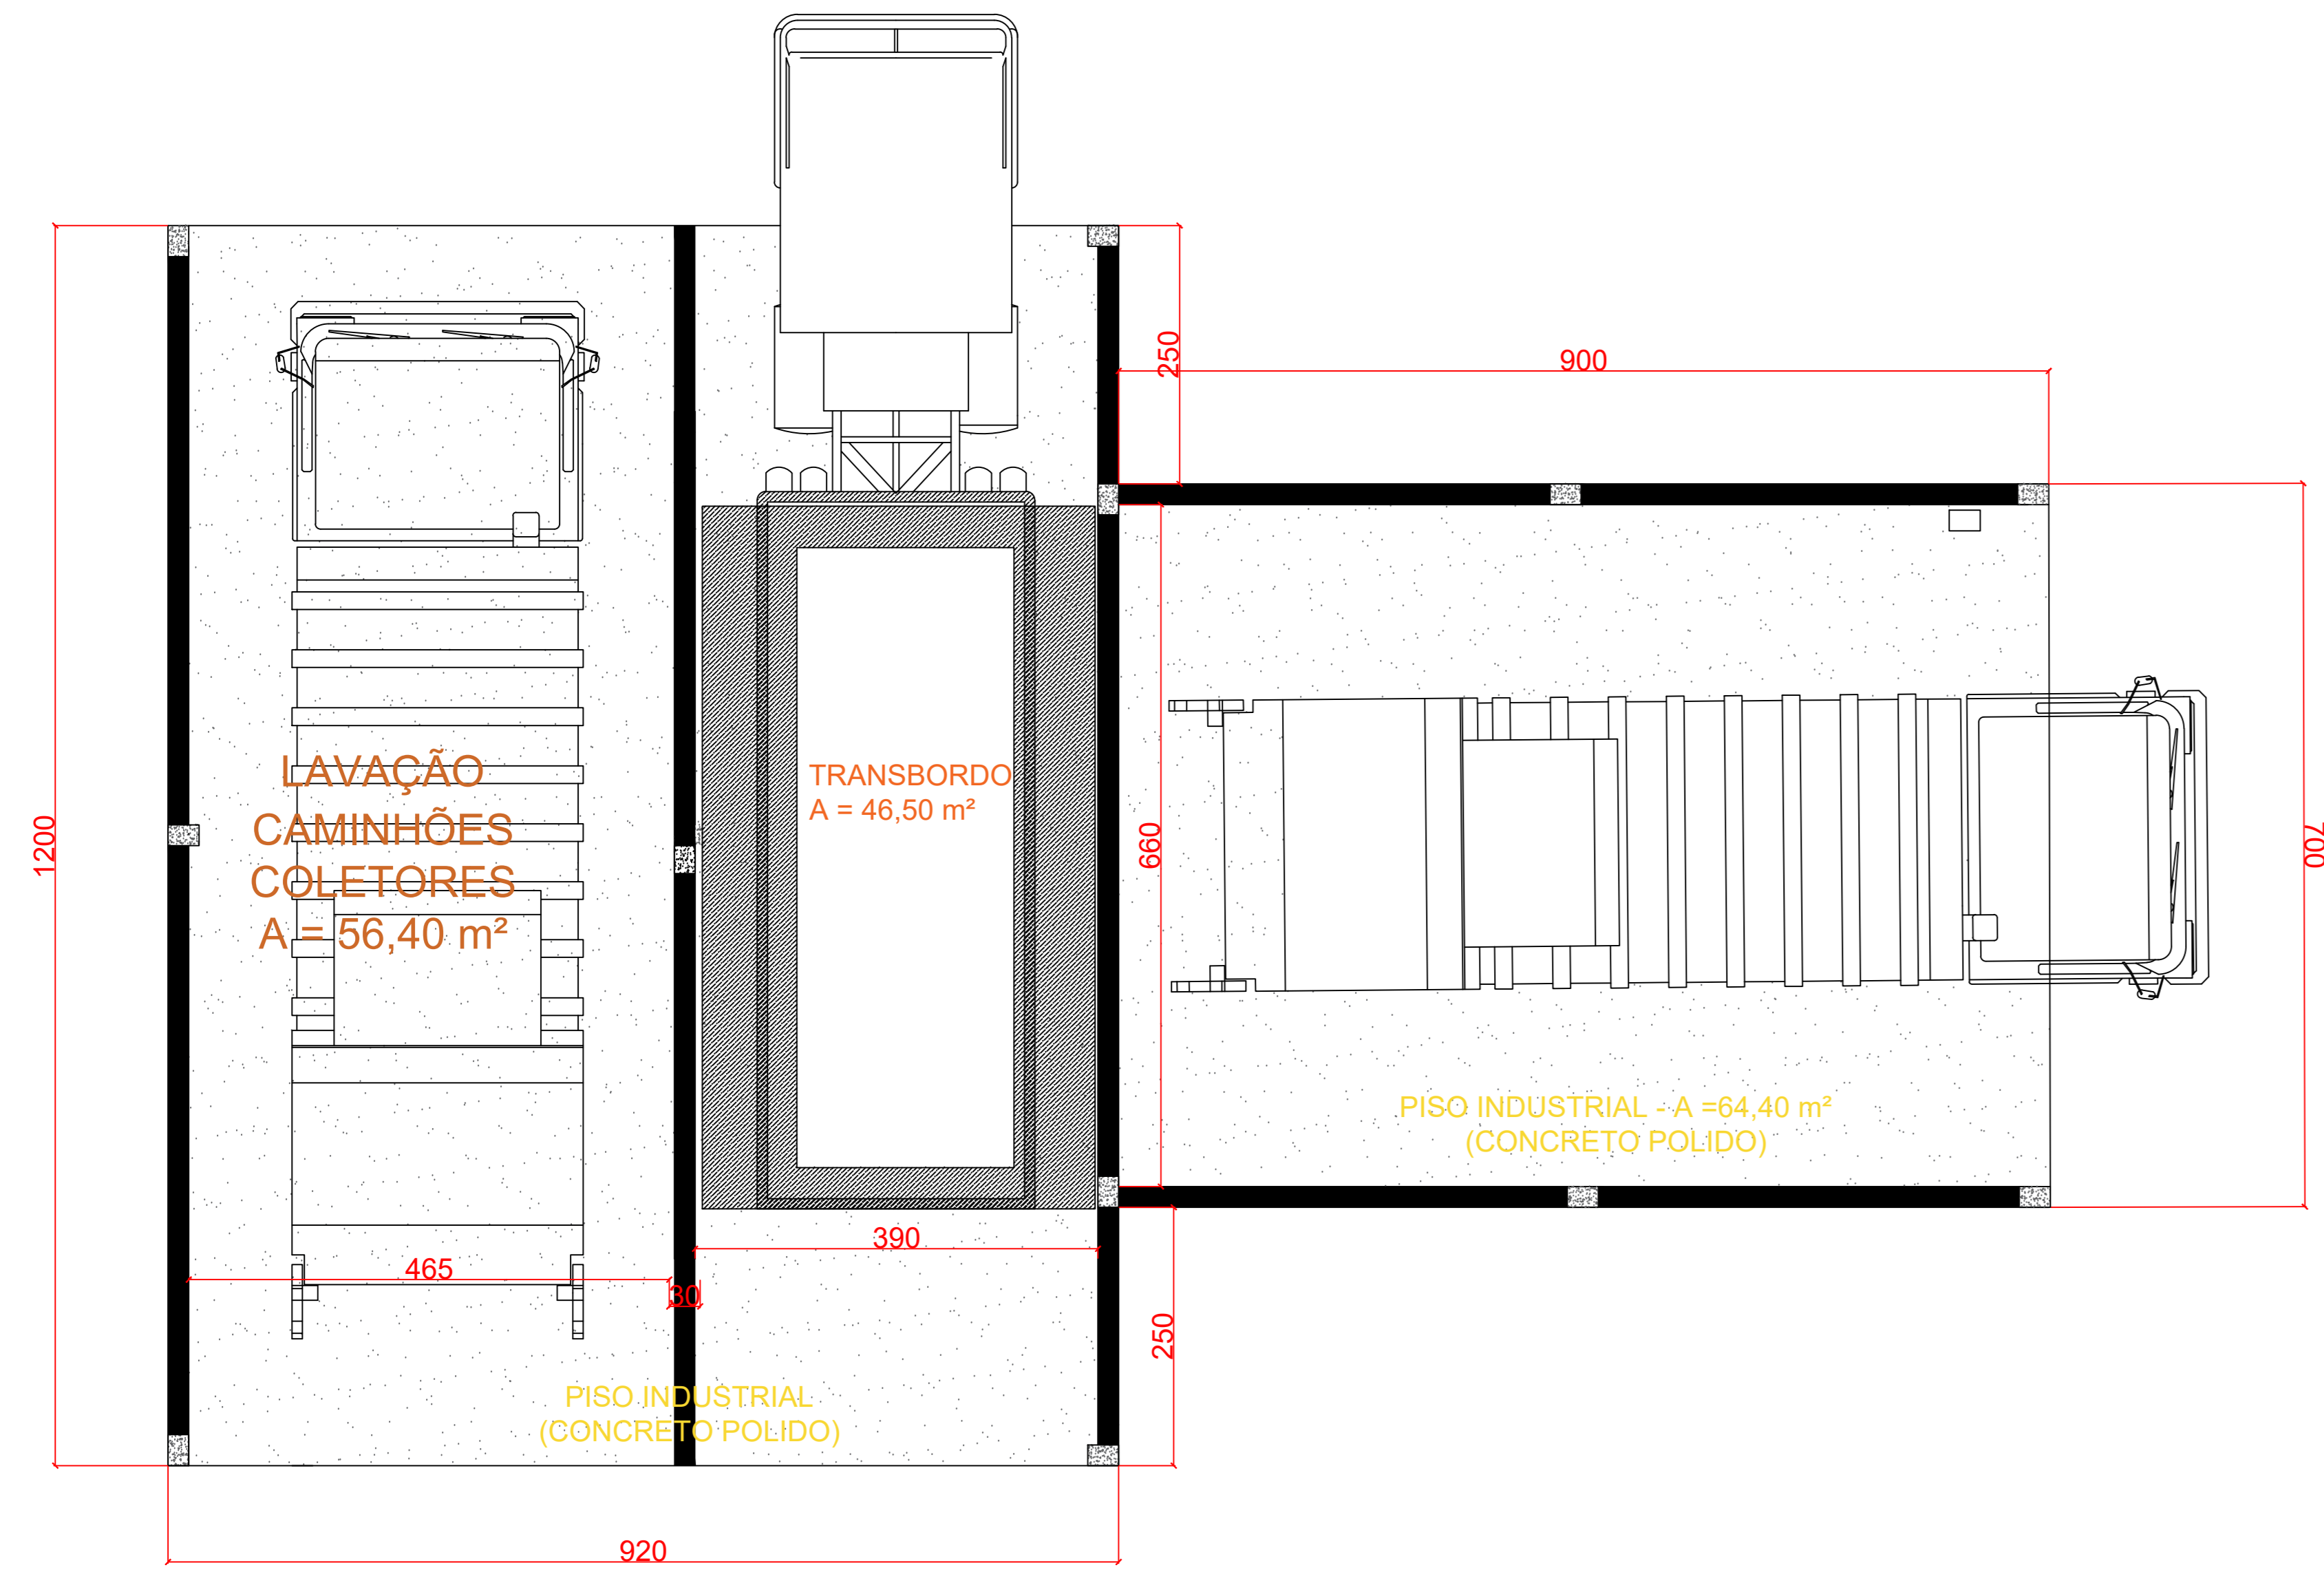 250
900
LAVAÇÃO
CAMINHÕES
COLETORES
A = 56,40 m²
TRANSBORDO
A = 46,50 m²
1200
660
700
PISO INDUSTRIAL - A =64,40 m²
(CONCRETO POLIDO)
390
465
30
250
PISO INDUSTRIAL
(CONCRETO POLIDO)
920